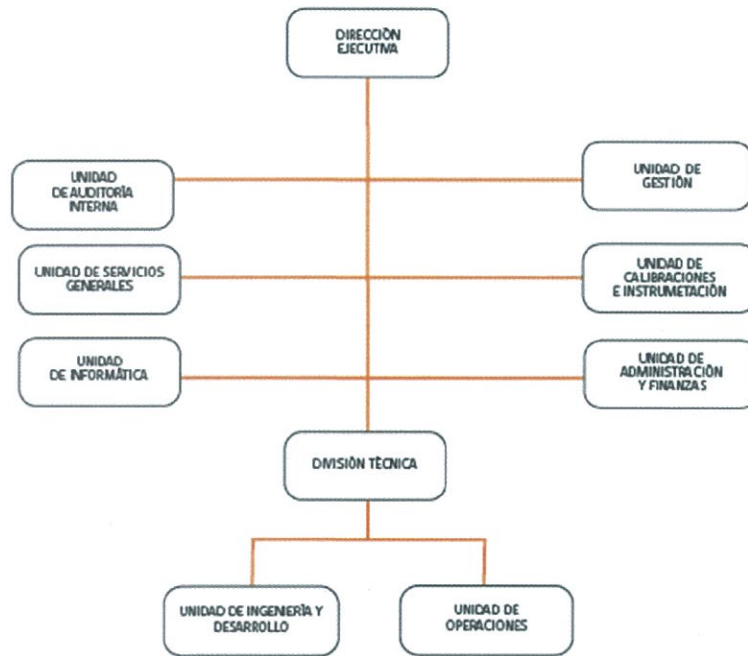 DIRECCIÓN
EJECUTIVA
UNIDAD
DE AUDITORÍA
INTERNA
UNIDAD DE
GESTIÓN
UNIDAD DE SERVICIOS
GENERALES
UNIDAD DE
CALIBRACIONES
E INSTRUMETACIÓN
UNIDAD
DE INFORMÁTICA
UNIDAD DE
ADMINISTRACIÓN
Y FINANZAS
DIVISIÓN TÉCNICA
UNIDAD DE INGENIERÍA Y
DESARROLLO
UNIDAD DE
OPERACIONES